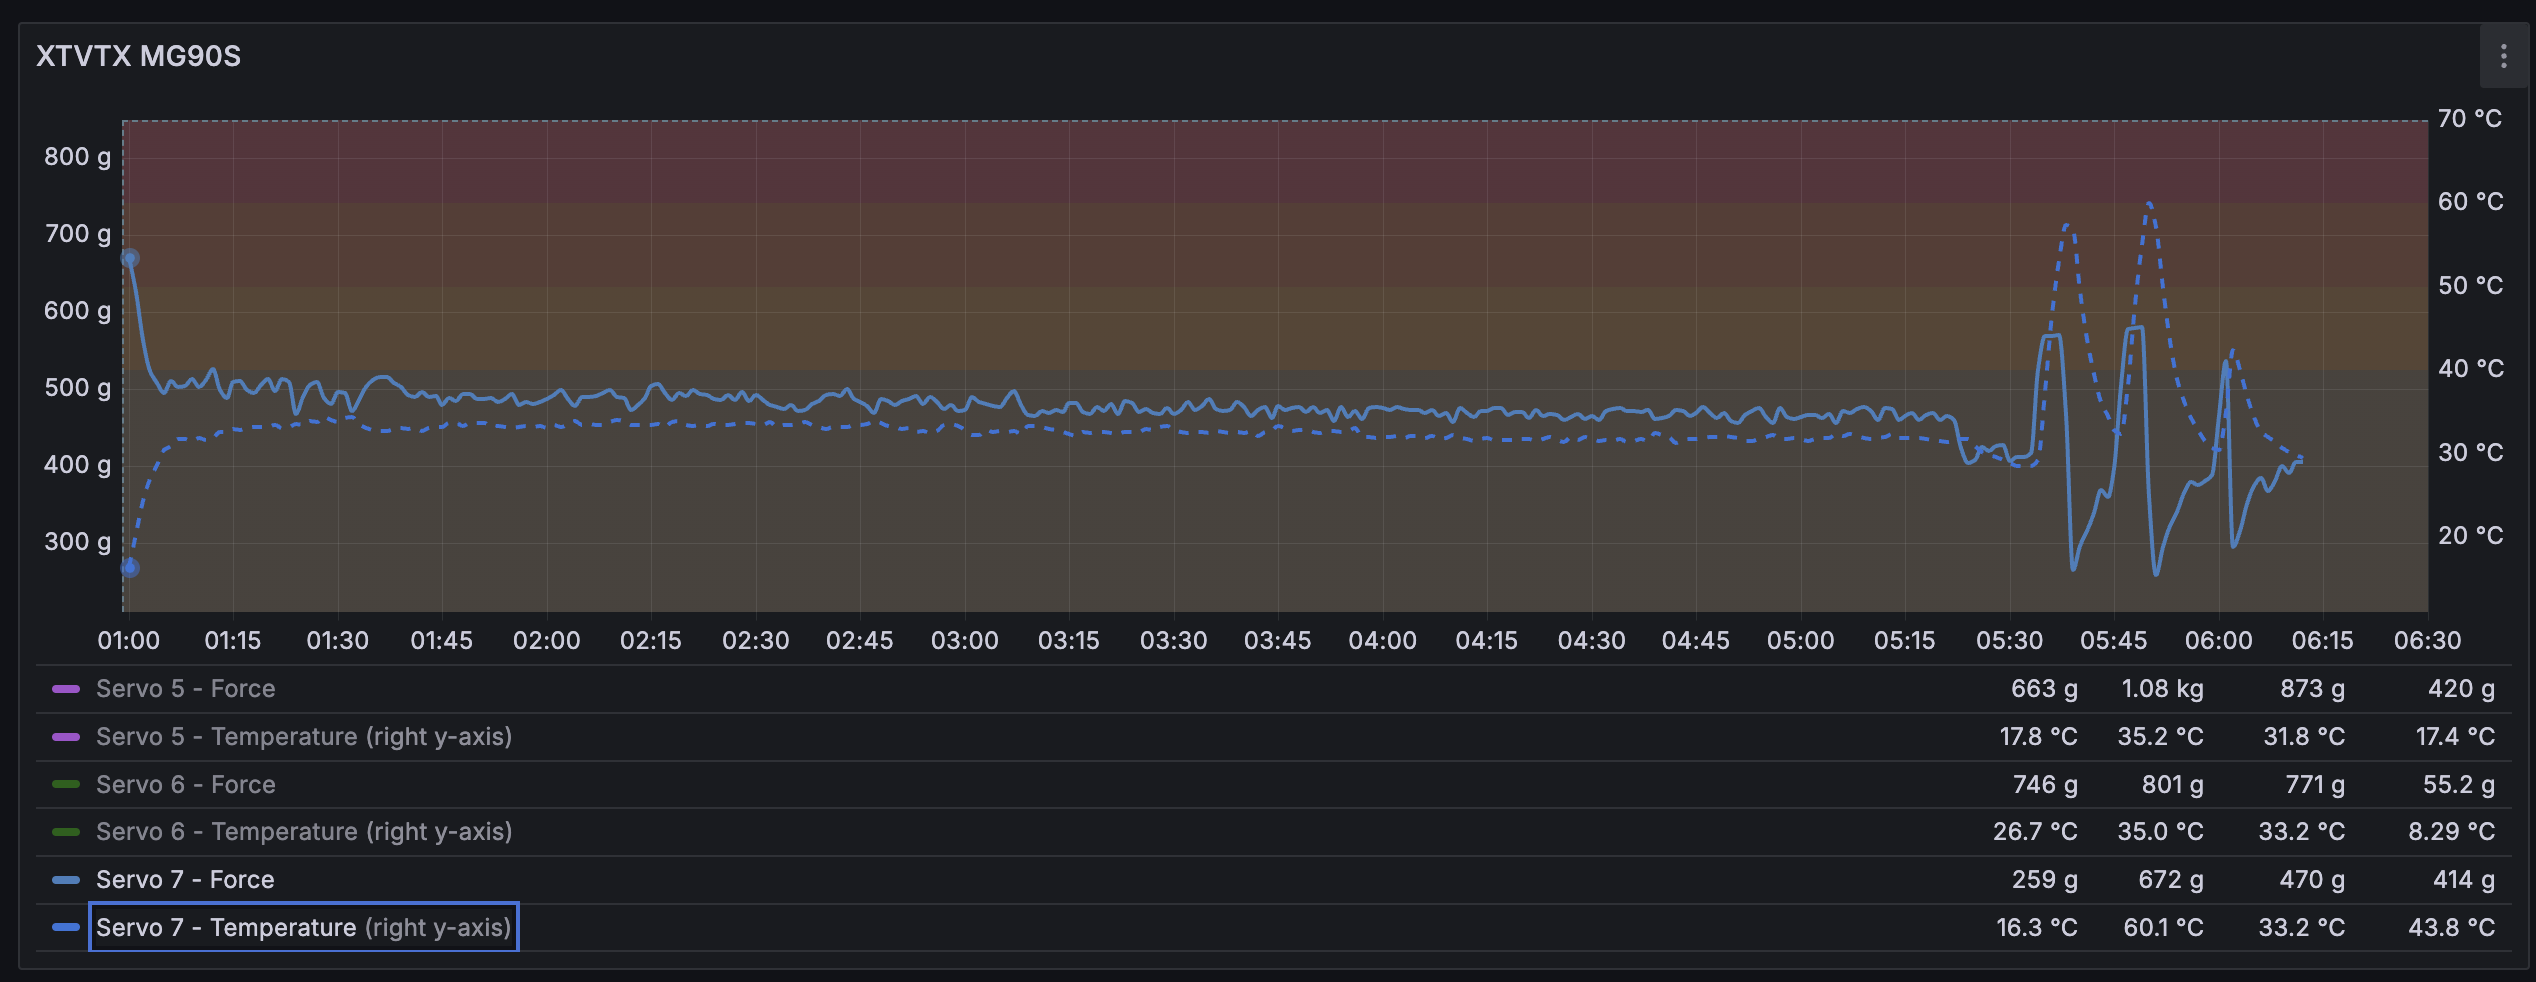 XTVTX MG90S
800 g
700 g
600 g
500 g
400 g
300 g
70 °C
60 °C
50 °C
40 °C
30 °C
20 °C
01:00 01:15 01:30 01:45 02:00 02:15 02:30 02:45 03:00 03:15 03:30 03:45 04:00 04:15 04:30 04:45 05:00 05:15 05:30 05:45 06:00 06:15 06:30
Servo 5 - Force 663 g 1.08 kg 873 g 420 g
Servo 5 - Temperature (right y-axis) 17.8 °C 35.2 °C 31.8 °C 17.4 °C
Servo 6 - Force 746 g 801 g 771 g 55.2 g
Servo 6 - Temperature (right y-axis) 26.7 °C 35.0 °C 33.2 °C 8.29 °C
Servo 7 - Force 259 g 672 g 470 g 414 g
Servo 7 - Temperature (right y-axis) 16.3 °C 60.1 °C 33.2 °C 43.8 °C